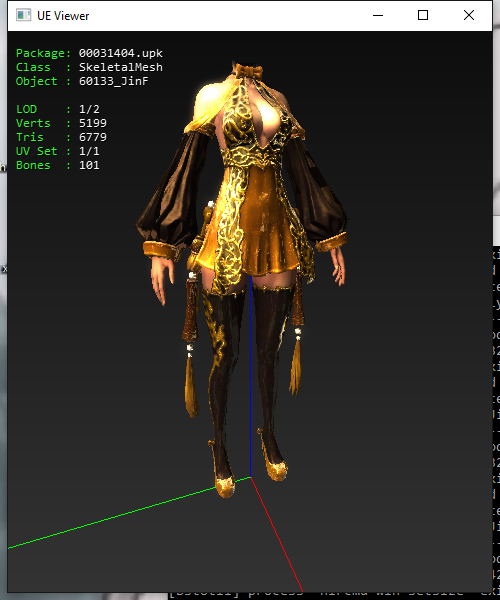 UE Viewer
Package: 00031404.upk
Class : SkeletalMesh
Object : 60133_JinF
LOD : 1/2
Verts : 5199
Tris : 6779
UV Set : 1/1
Bones : 101